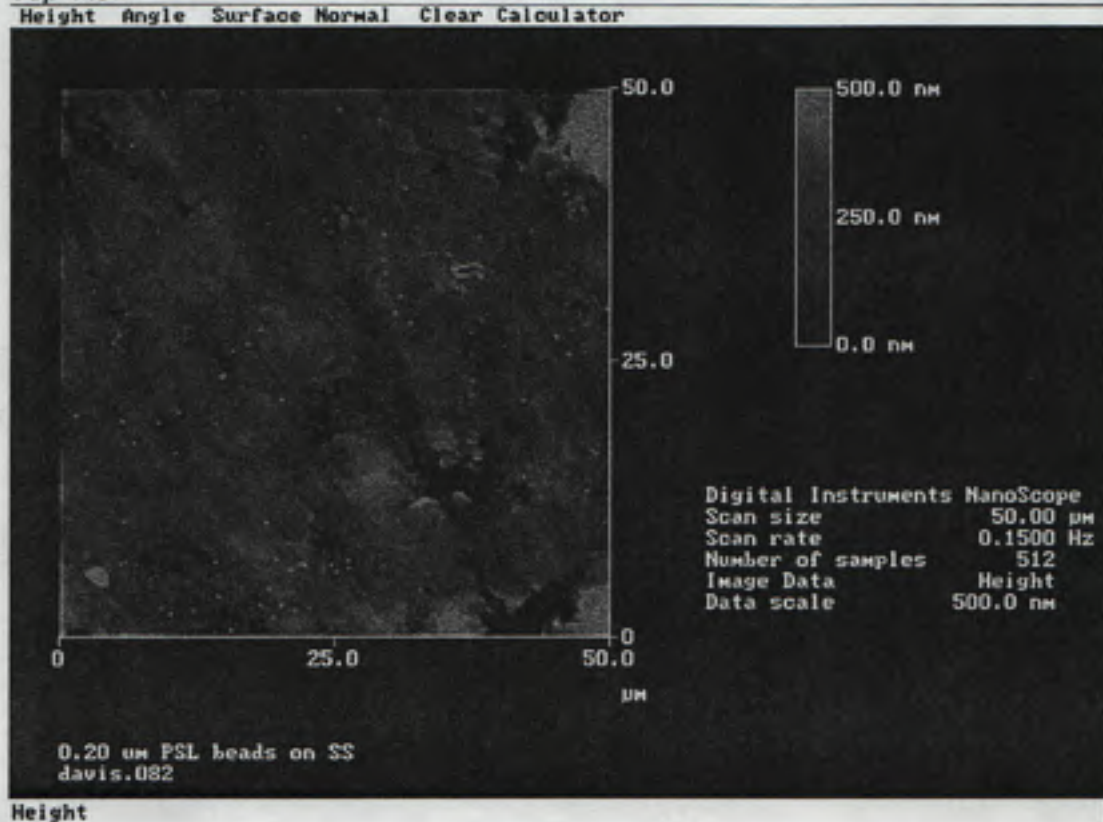 Height Angle Surface Normal Clear Calculator
50.0
500.0 nm
250.0 nm
0.0 nm
25.0
Digital Instruments NanoScope
Scan size 50.00 µm
Scan rate 0.1500 Hz
Number of samples 512
Image Data Height
Data scale 500.0 nm
0
0 25.0 50.0
µm
0.20 um PSL beads on SS
davis.082
Height